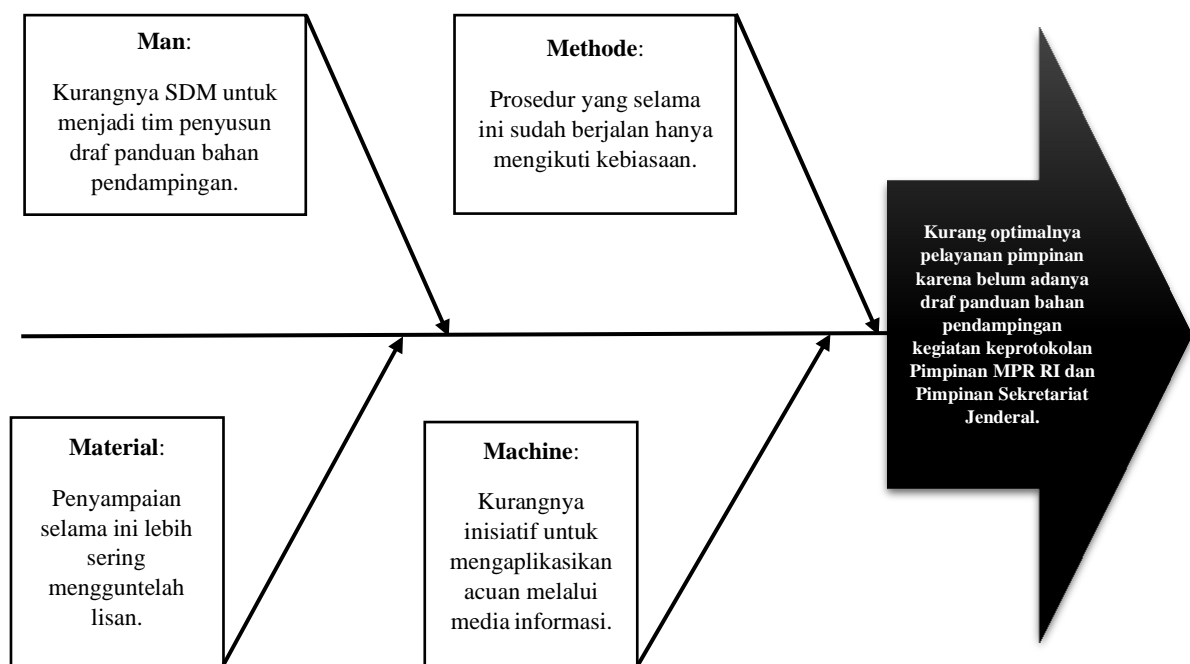 Man:
Kurangnya SDM untuk
menjadi tim penyusun
draf panduan bahan
pendampingan.
Methode:
Prosedur yang selama
ini sudah berjalan hanya
mengikuti kebiasaan.
Kurang optimalnya
pelayanan pimpinan
karena belum adanya
draf panduan bahan
pendampingan
kegiatan keprotokolan
Pimpinan MPR RI dan
Pimpinan Sekretariat
Jenderal.
Material:
Penyampaian
selama ini lebih
sering
mengguntelah
lisan.
Machine:
Kurangnya
inisiatif untuk
mengaplikasikan
acuan melalui
media informasi.